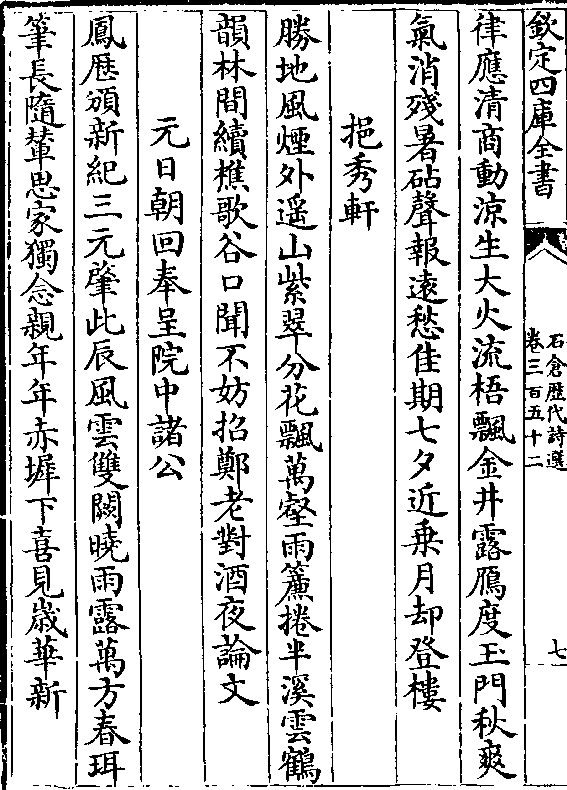 欽定四庫全書
石倉歷代詩選
卷三百五十二
七
律應清商動涼生大火流梧飄金井露鴈度玉門秋爽
氣消殘暑砧聲報遠愁佳期七夕近乗月却登樓
挹秀軒
勝地風煙外遥山紫翠分花飄萬壑雨簾捲半溪雲鶴
韻林間續樵歌谷口聞不妨招鄭老對酒夜論文
元日朝回奉呈院中諸公
鳳歴頒新紀三元肇此辰風雲雙闕曉雨露萬方春珥
筆長隨輦思家獨念親年年赤墀下喜見歳華新